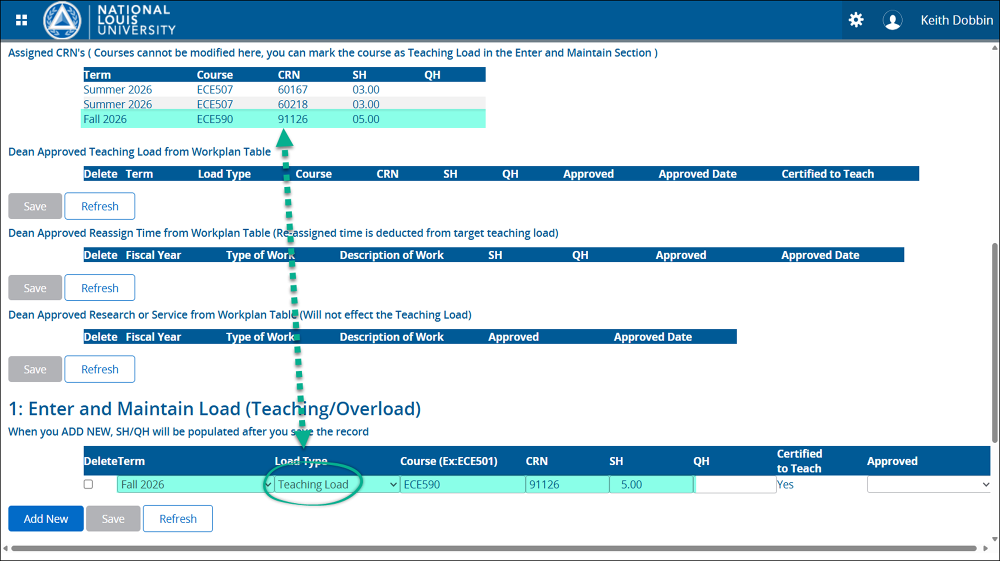 NATIONAL
LOUIS
UNIVERSITY
Keith Dobbin
Assigned CRN's ( Courses cannot be modified here, you can mark the course as Teaching Load in the Enter and Maintain Section )
Term Course CRN SH QH
Summer 2026 ECE507 60167 03.00
Summer 2026 ECE507 60218 03.00
Fall 2026 ECE590 91126 05.00
Dean Approved Teaching Load from Workplan Table
Delete Term Load Type Course CRN SH QH Approved Approved Date Certified to Teach
Save Refresh
Dean Approved Reassign Time from Workplan Table (Re-assigned time is deducted from target teaching load)
Delete Fiscal Year Type of Work Description of Work SH QH Approved Approved Date
Save Refresh
Dean Approved Research or Service from Workplan Table (Will not effect the Teaching Load)
Delete Fiscal Year Type of Work Description of Work Approved Approved Date
Save Refresh
1: Enter and Maintain Load (Teaching/Overload)
When you ADD NEW, SH/QH will be populated after you save the record
Delete Term Load Type Course (Ex:ECE501) CRN SH QH Certified to Teach Approved
Fall 2026 Teaching Load ECE590 91126 5.00 Yes
Add New Save Refresh